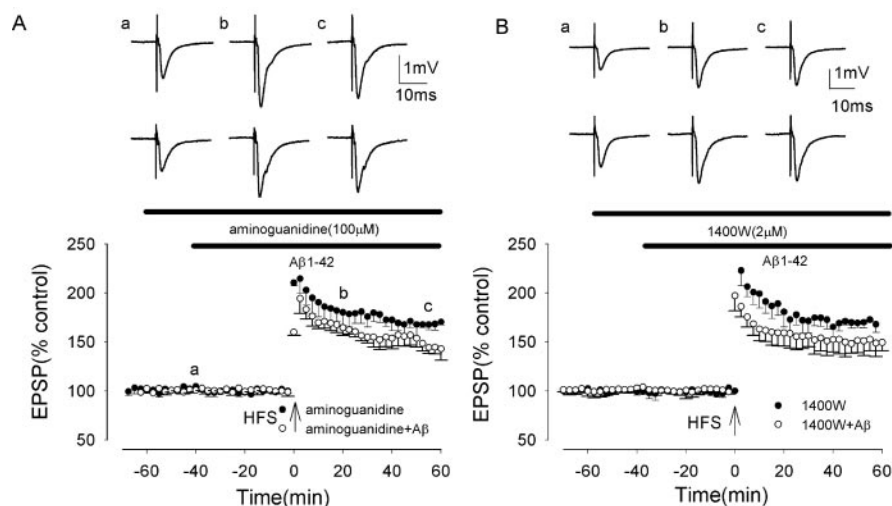 A
a b c
1mV
10ms
aminoguanidine(100μM)
Aβ1-42
250
200
150
100
50
EPSP(% control)
a
b
c
HFS
aminoguanidine
aminoguanidine+Aβ
-60 -40 -20 0 20 40 60
Time(min)
B
a b c
1mV
10ms
1400W(2μM)
Aβ1-42
250
200
150
100
50
EPSP(% control)
HFS
1400W
1400W+Aβ
-60 -40 -20 0 20 40 60
Time(min)